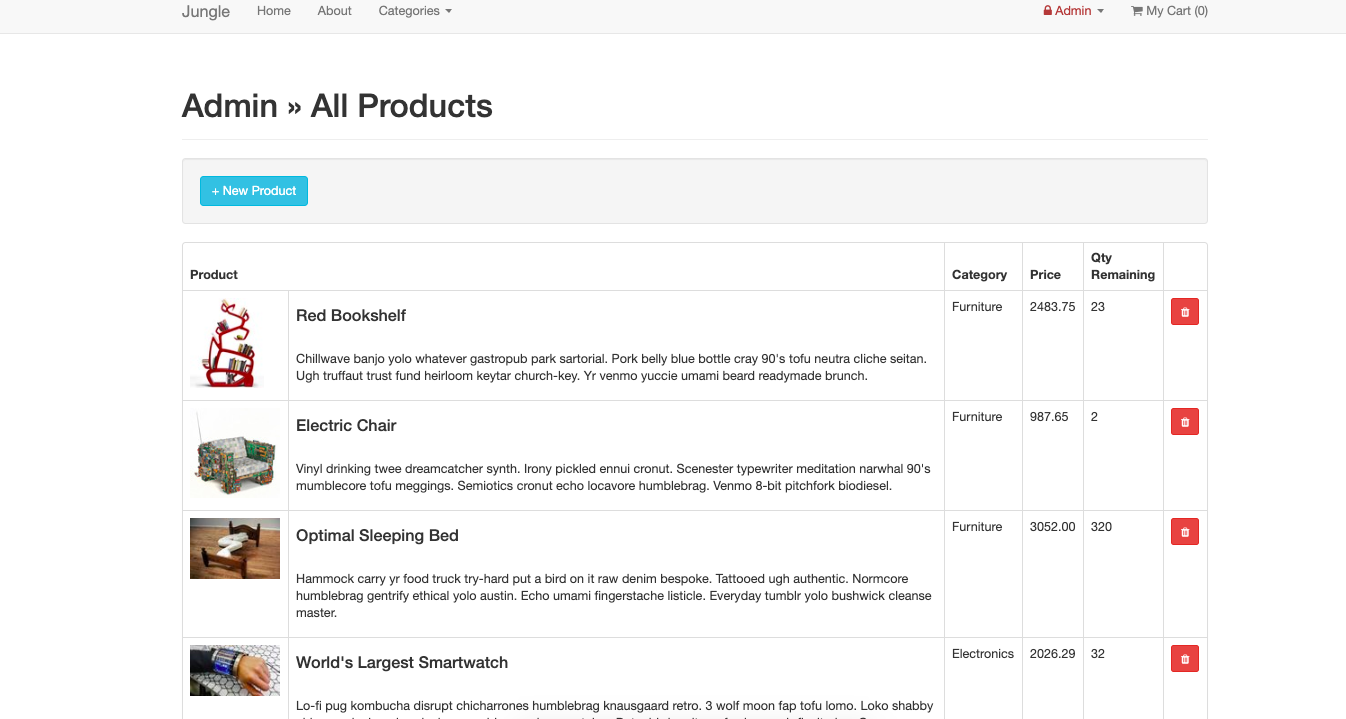 Jungle Home About Categories Admin My Cart (0)
Admin » All Products
+ New Product
Product Category Price Qty Remaining
Red Bookshelf Furniture 2483.75 23
Chillwave banjo yolo whatever gastropub park sartorial. Pork belly blue bottle cray 90's tofu neutra cliche seitan.
Ugh truffaut trust fund heirloom keytar church-key. Yr venmo yuccie umami beard readymade brunch.
Electric Chair Furniture 987.65 2
Vinyl drinking twee dreamcatcher synth. Irony pickled ennui cronut. Scenester typewriter meditation narwhal 90's
mumblecore tofu meggings. Semiotics cronut echo locavore humblebrag. Venmo 8-bit pitchfork biodiesel.
Optimal Sleeping Bed Furniture 3052.00 320
Hammock carry yr food truck try-hard put a bird on it raw denim bespoke. Tattooed ugh authentic. Normcore
humblebrag gentrify ethical yolo austin. Echo umami fingerstache listicle. Everyday tumblr yolo bushwick cleanse
master.
World's Largest Smartwatch Electronics 2026.29 32
Lo-fi pug kombucha disrupt chicharrones humblebrag knausgaard retro. 3 wolf moon fap tofu lomo. Loko shabby